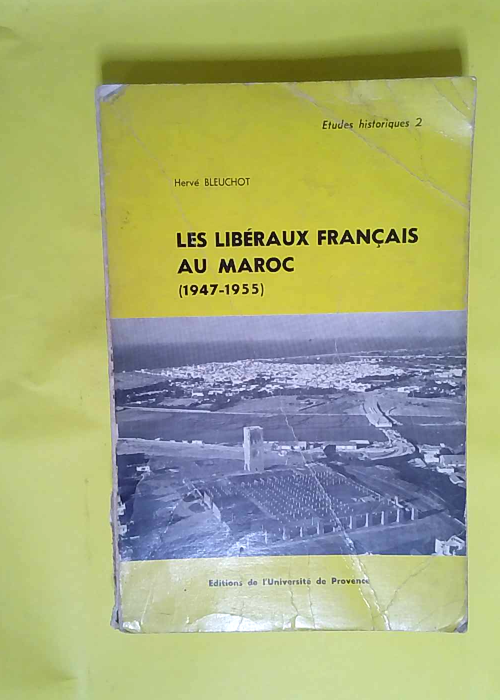 Etudes historiques 2
Hervé BLEUCHOT
LES LIBÉRAUX FRANÇAIS
AU MAROC
(1947-1955)
Editions de l'Université de Provence